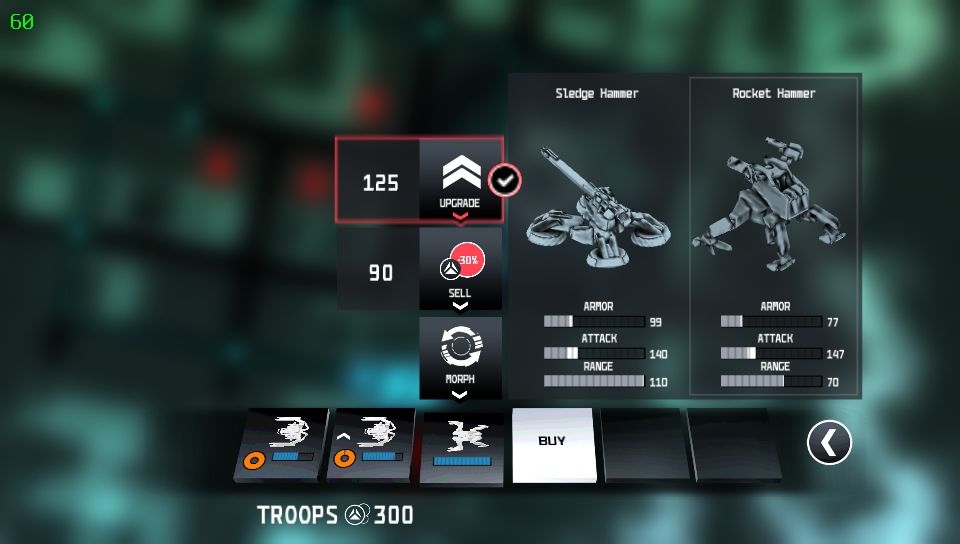 60
Sledge Hammer
Rocket Hammer
125
UPGRADE
90
-30%
SELL
MORPH
ARMOR
99
ATTACK
140
RANGE
110
ARMOR
77
ATTACK
147
RANGE
70
BUY
TROOPS 300